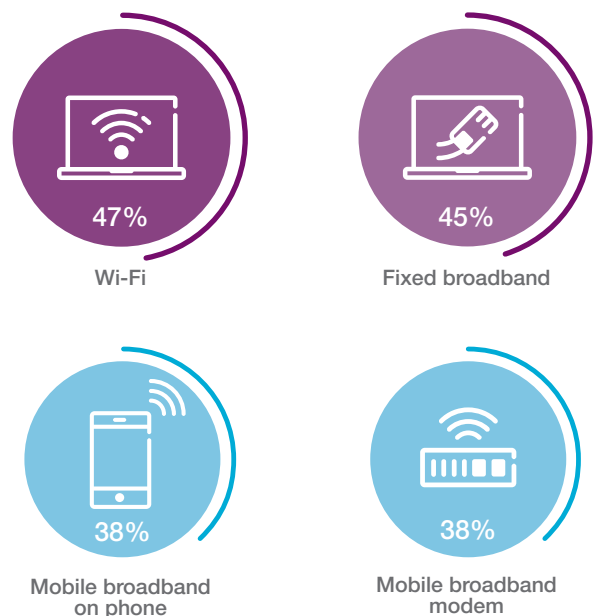 47%
Wi-Fi
45%
Fixed broadband
38%
Mobile broadband
on phone
38%
Mobile broadband
modem